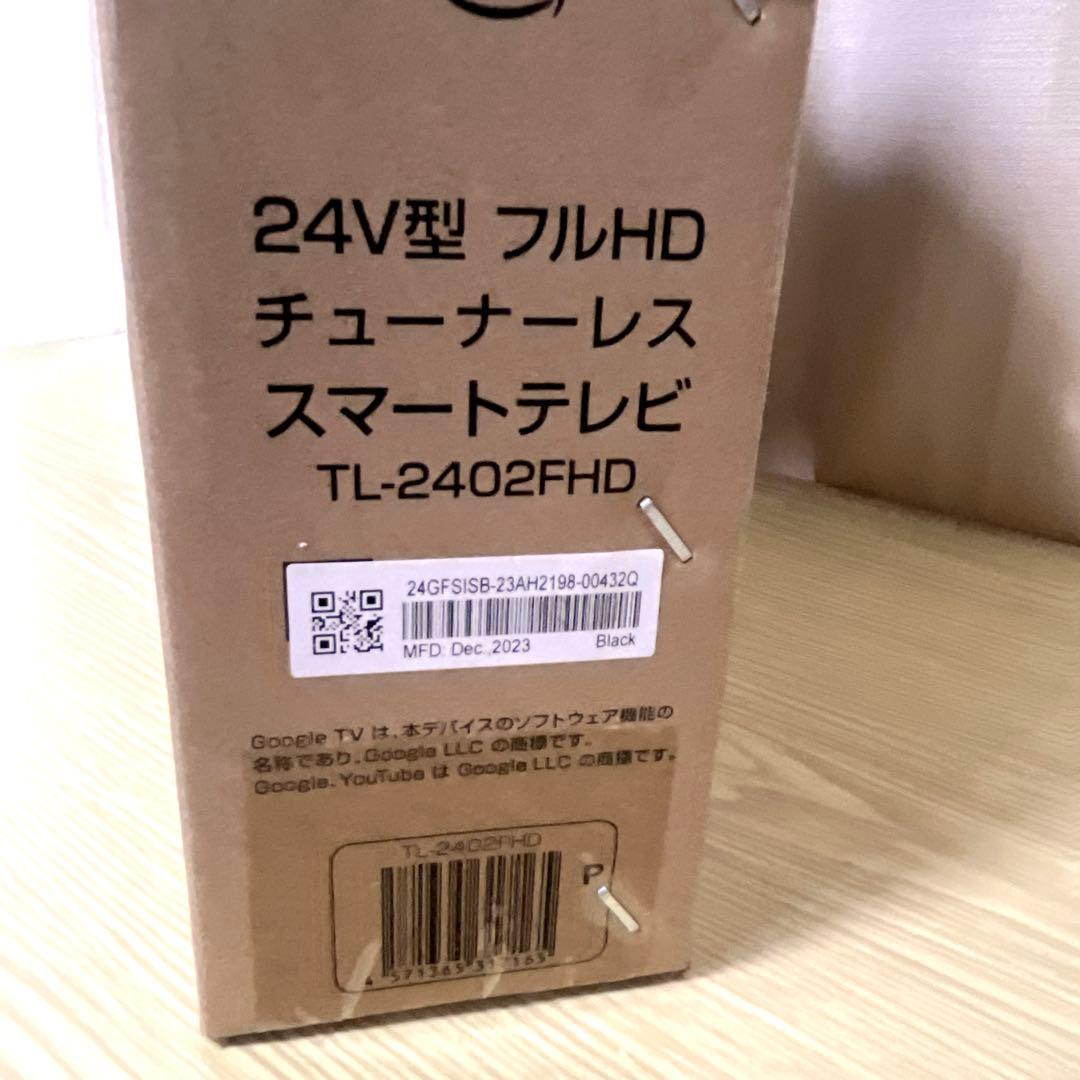 24V型 フルHD
チューナーレス
スマートテレビ
TL-2402FHD
24GFSISB-23AH2198-00432Q
MFD: Dec.,2023 Black
Google TV は、本デバイスのソフトウェア機能の
名称であり、Google LLC の商標です。
Google、YouTube は Google LLC の商標です。
TL-2402FHD
P